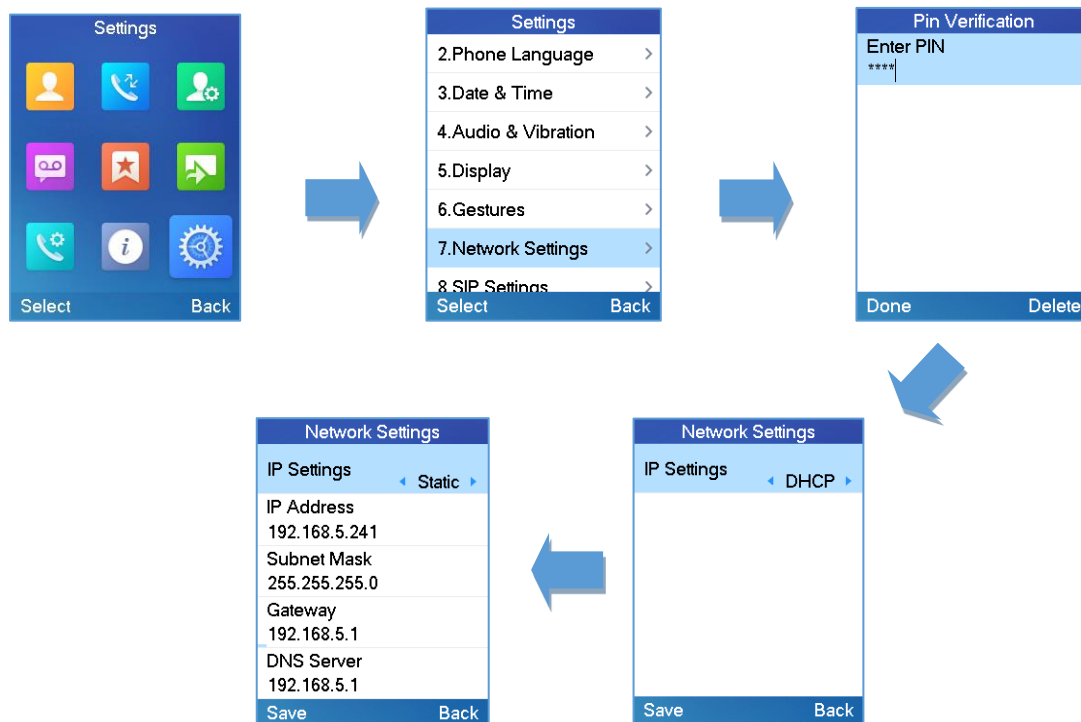 Settings
Select Back
Settings
2.Phone Language
3.Date & Time
4.Audio & Vibration
5.Display
6.Gestures
7.Network Settings
8 SIP Settings
Select Back
Pin Verification
Enter PIN
****
Done Delete
Network Settings
IP Settings
Static
IP Address
192.168.5.241
Subnet Mask
255.255.255.0
Gateway
192.168.5.1
DNS Server
192.168.5.1
Save Back
Network Settings
IP Settings
DHCP
Save Back